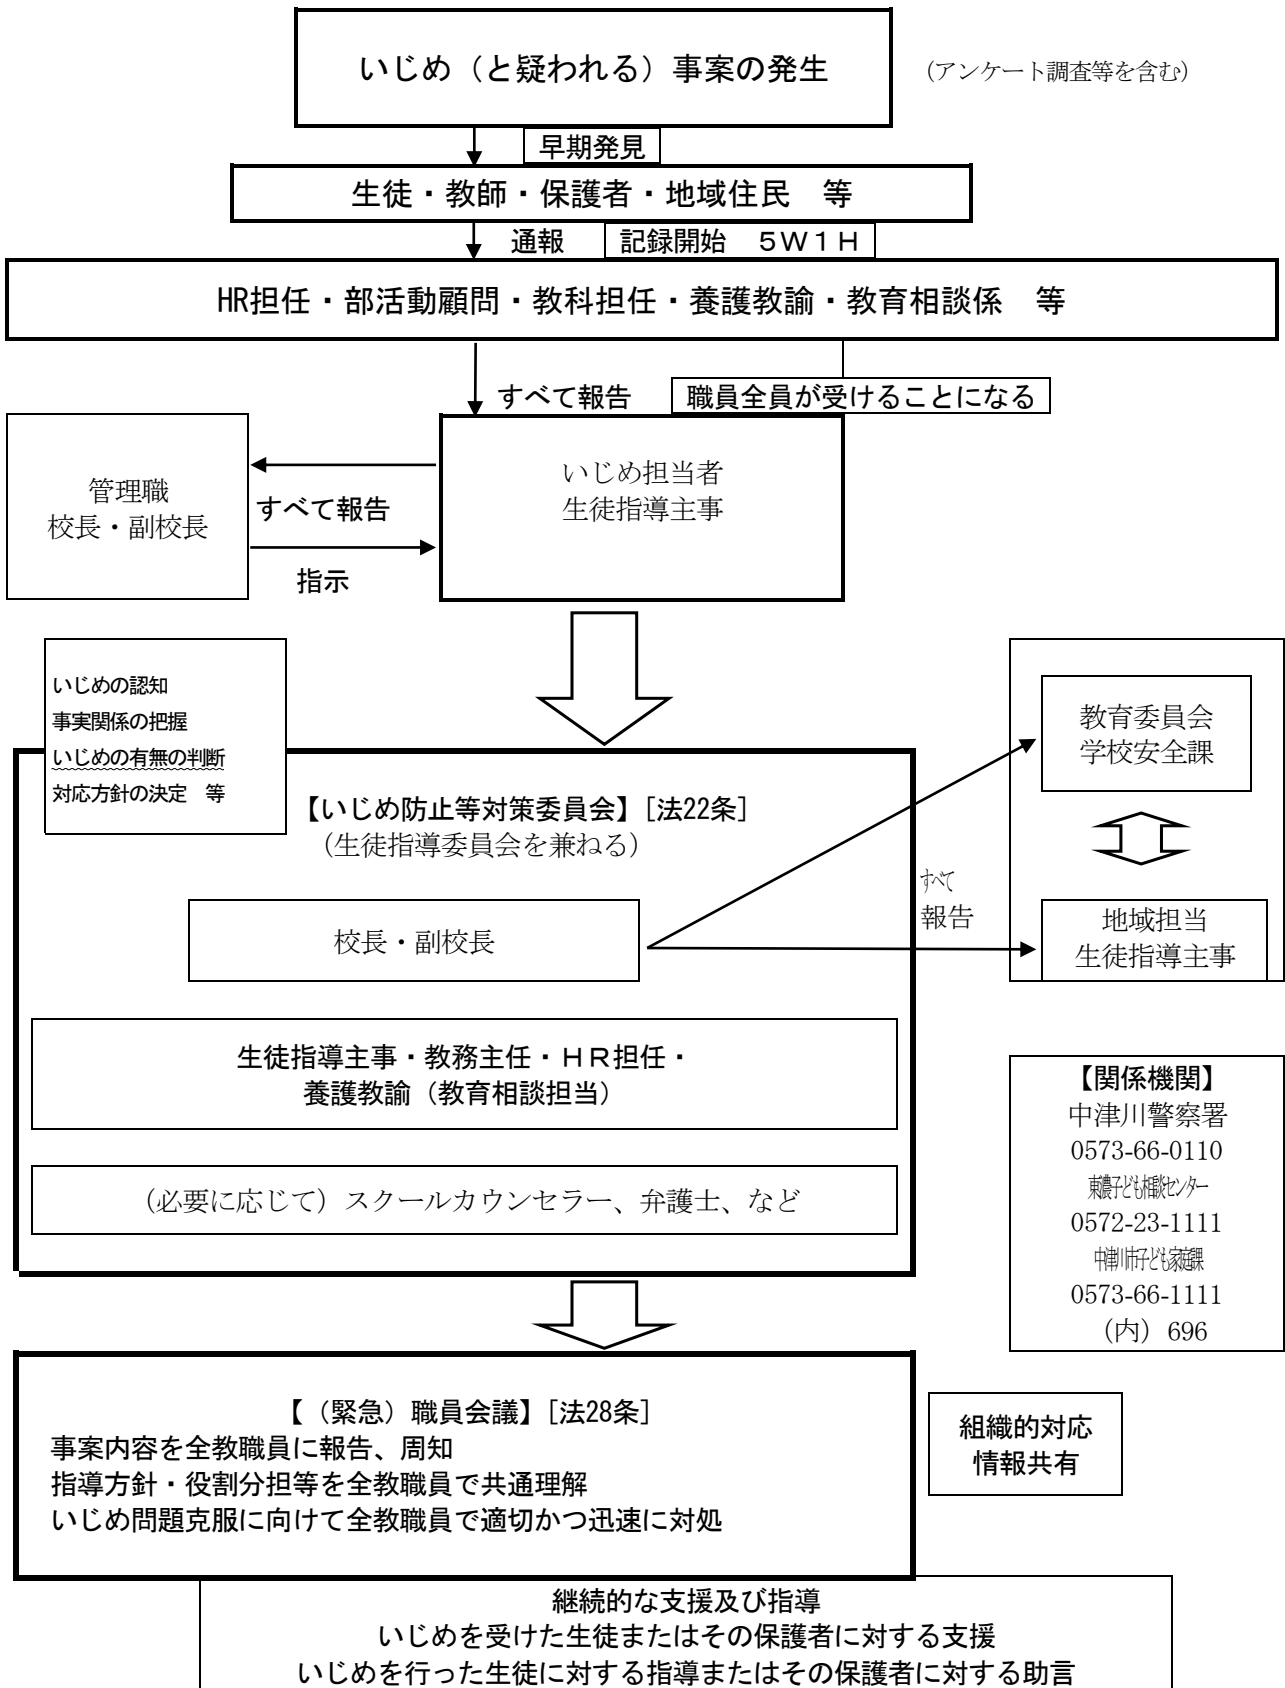 いじめ（と疑われる）事案の発生
（アンケート調査等を含む）
早期発見
生徒・教師・保護者・地域住民　等
通報
記録開始　５Ｗ１Ｈ
HR担任・部活動顧問・教科担任・養護教諭・教育相談係　等
すべて報告
職員全員が受けることになる
管理職
校長・副校長
すべて報告
指示
いじめ担当者
生徒指導主事
いじめの認知
事実関係の把握
いじめの有無の判断
対応方針の決定　等
【いじめ防止等対策委員会】［法22条］
（生徒指導委員会を兼ねる）
校長・副校長
すべて
報告
教育委員会
学校安全課
地域担当
生徒指導主事
生徒指導主事・教務主任・ＨＲ担任・
養護教諭（教育相談担当）
（必要に応じて）スクールカウンセラー、弁護士、など
【関係機関】
中津川警察署
0573-66-0110
東濃子ども相談センター
0572-23-1111
中津川市子ども家庭課
0573-66-1111
（内）696
【（緊急）職員会議】［法28条］
事案内容を全教職員に報告、周知
指導方針・役割分担等を全教職員で共通理解
いじめ問題克服に向けて全教職員で適切かつ迅速に対処
組織的対応
情報共有
継続的な支援及び指導
いじめを受けた生徒またはその保護者に対する支援
いじめを行った生徒に対する指導またはその保護者に対する助言